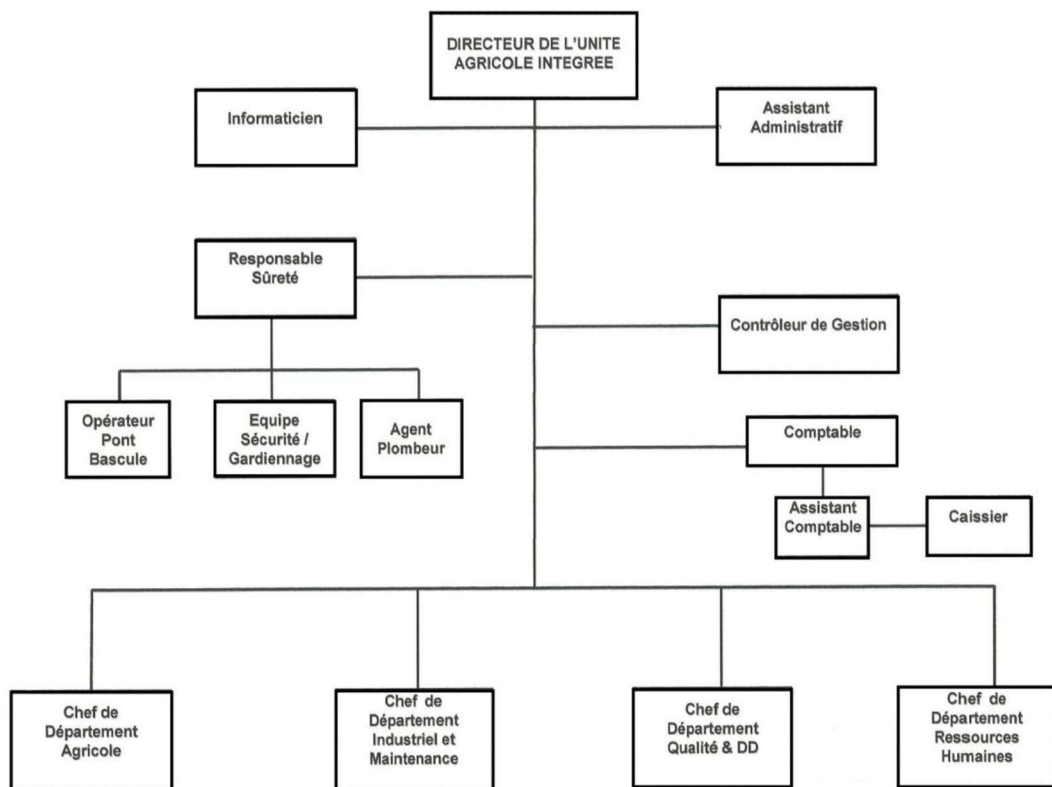 DIRECTEUR DE L'UNITE
AGRICOLE INTEGREE
Informaticien
Assistant
Administratif
Responsable
Sûreté
Contrôleur de Gestion
Opérateur
Pont
Bascule
Equipe
Sécurité /
Gardiennage
Agent
Plombeur
Comptable
Assistant
Comptable
Caissier
Chef de
Département
Agricole
Chef de
Département
Industriel et
Maintenance
Chef de
Département
Qualité & DD
Chef de
Département
Ressources
Humaines